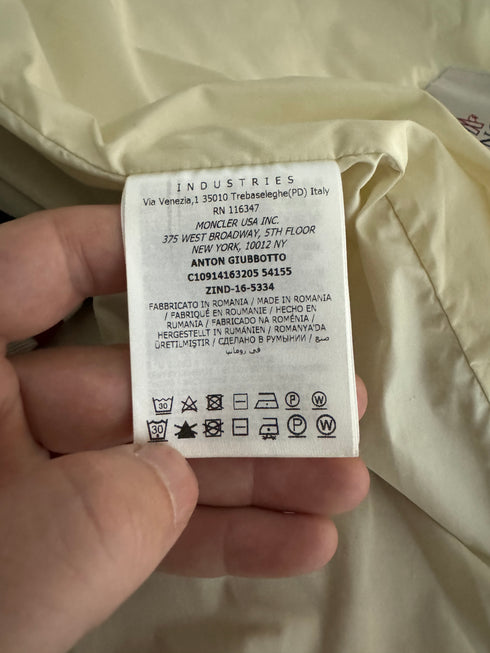 INDUSTRIES
Via Venezia,1 35010 Trebaseleghe(PD) Italy
RN 116347
MONCLER USA INC.
375 WEST BROADWAY, 5TH FLOOR
NEW YORK, 10012 NY
ANTON GIUBBOTTO
C10914163205 54155
ZIND-16-5334
FABBRICATO IN ROMANIA / MADE IN ROMANIA
/ FABRIQUÉ EN ROUMANIE / HECHO EN
RUMANIA / FABRICADO NA ROMÉNIA /
HERGESTELLT IN RUMÄNIEN / ROMANYA'DA
ÜRETILMIŞTIR / СДЕЛАНО В РУМЫНИИ / صنع
في رومانيا
30 P W
30 P W